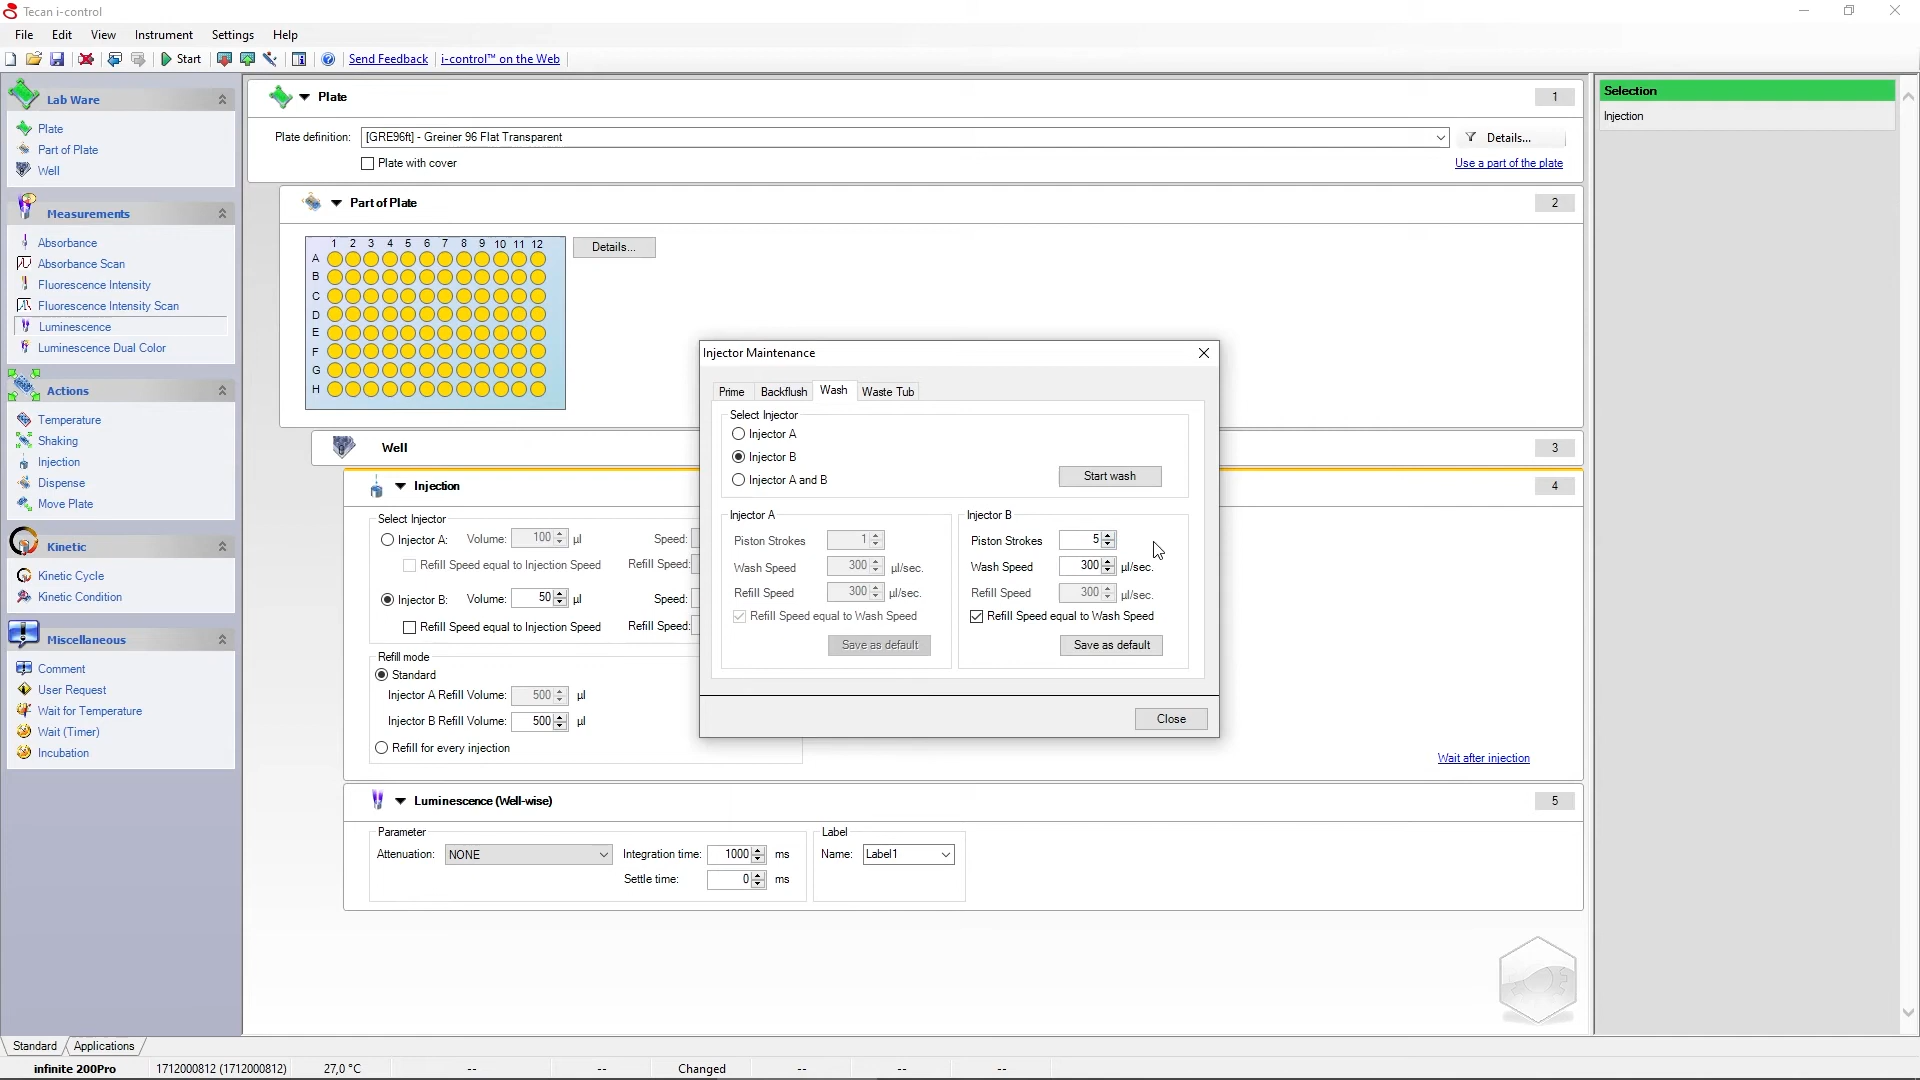 Tecan i-control
File Edit View Instrument Settings Help
Start Send Feedback i-control™ on the Web
Lab Ware
Plate
Part of Plate
Well
Measurements
Absorbance
Absorbance Scan
Fluorescence Intensity
Fluorescence Intensity Scan
Luminescence
Luminescence Dual Color
Actions
Temperature
Shaking
Injection
Dispense
Move Plate
Kinetic
Kinetic Cycle
Kinetic Condition
Miscellaneous
Comment
User Request
Wait for Temperature
Wait (Timer)
Incubation
Standard Applications
Plate 1
Plate definition: [GRE96ft] - Greiner 96 Flat Transparent Details...
Plate with cover Use a part of the plate
Part of Plate 2
1 2 3 4 5 6 7 8 9 10 11 12
Details...
A
B
C
D
E
F
G
H
Well 3
Injection 4
Select Injector
Injector A: Volume: 100 µl Speed:
Refill Speed equal to Injection Speed Refill Speed:
Injector B: Volume: 50 µl Speed:
Refill Speed equal to Injection Speed Refill Speed:
Refill mode
Standard
Injector A Refill Volume: 500 µl
Injector B Refill Volume: 500 µl
Refill for every injection
Wait after injection
Luminescence (Well-wise) 5
Parameter
Attenuation: NONE Integration time: 1000 ms
Settle time: 0 ms
Label
Name: Label1
Injector Maintenance
Prime Backflush Wash Waste Tub
Select Injector
Injector A
Injector B
Injector A and B
Start wash
Injector A
Piston Strokes 1
Wash Speed 300 µl/sec.
Refill Speed 300 µl/sec.
Refill Speed equal to Wash Speed
Save as default
Injector B
Piston Strokes 5
Wash Speed 300 µl/sec.
Refill Speed 300 µl/sec.
Refill Speed equal to Wash Speed
Save as default
Close
Selection
Injection
infinite 200Pro 1712000812 (1712000812) 27,0 °C -- -- Changed -- -- --